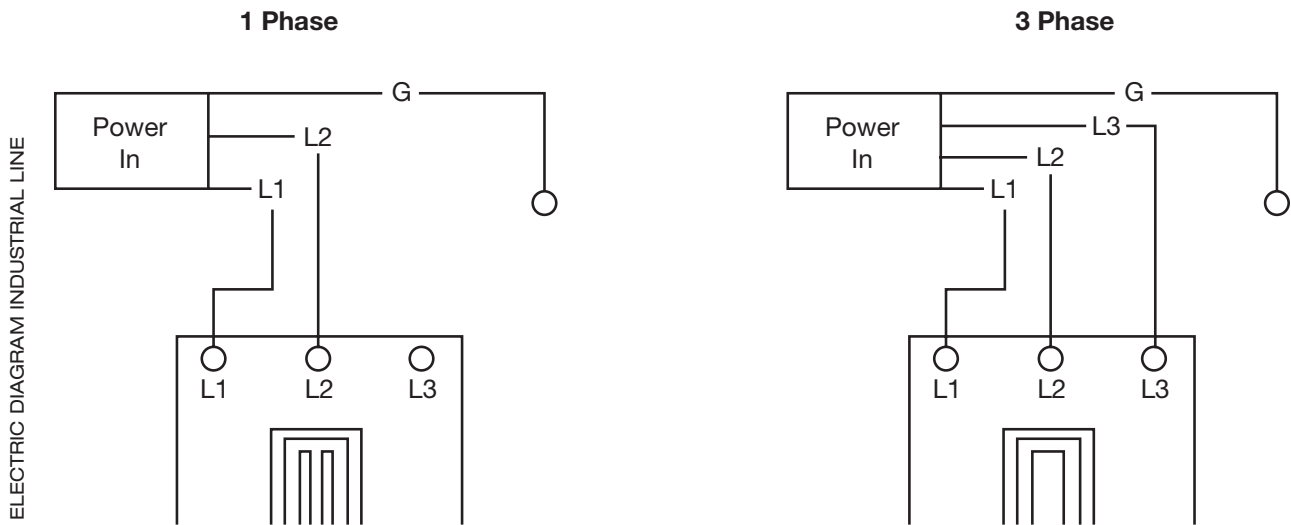 1 Phase
Power
In
G
L2
L1
L1
L2
L3
3 Phase
Power
In
G
L3
L2
L1
L1
L2
L3
ELECTRIC DIAGRAM INDUSTRIAL LINE